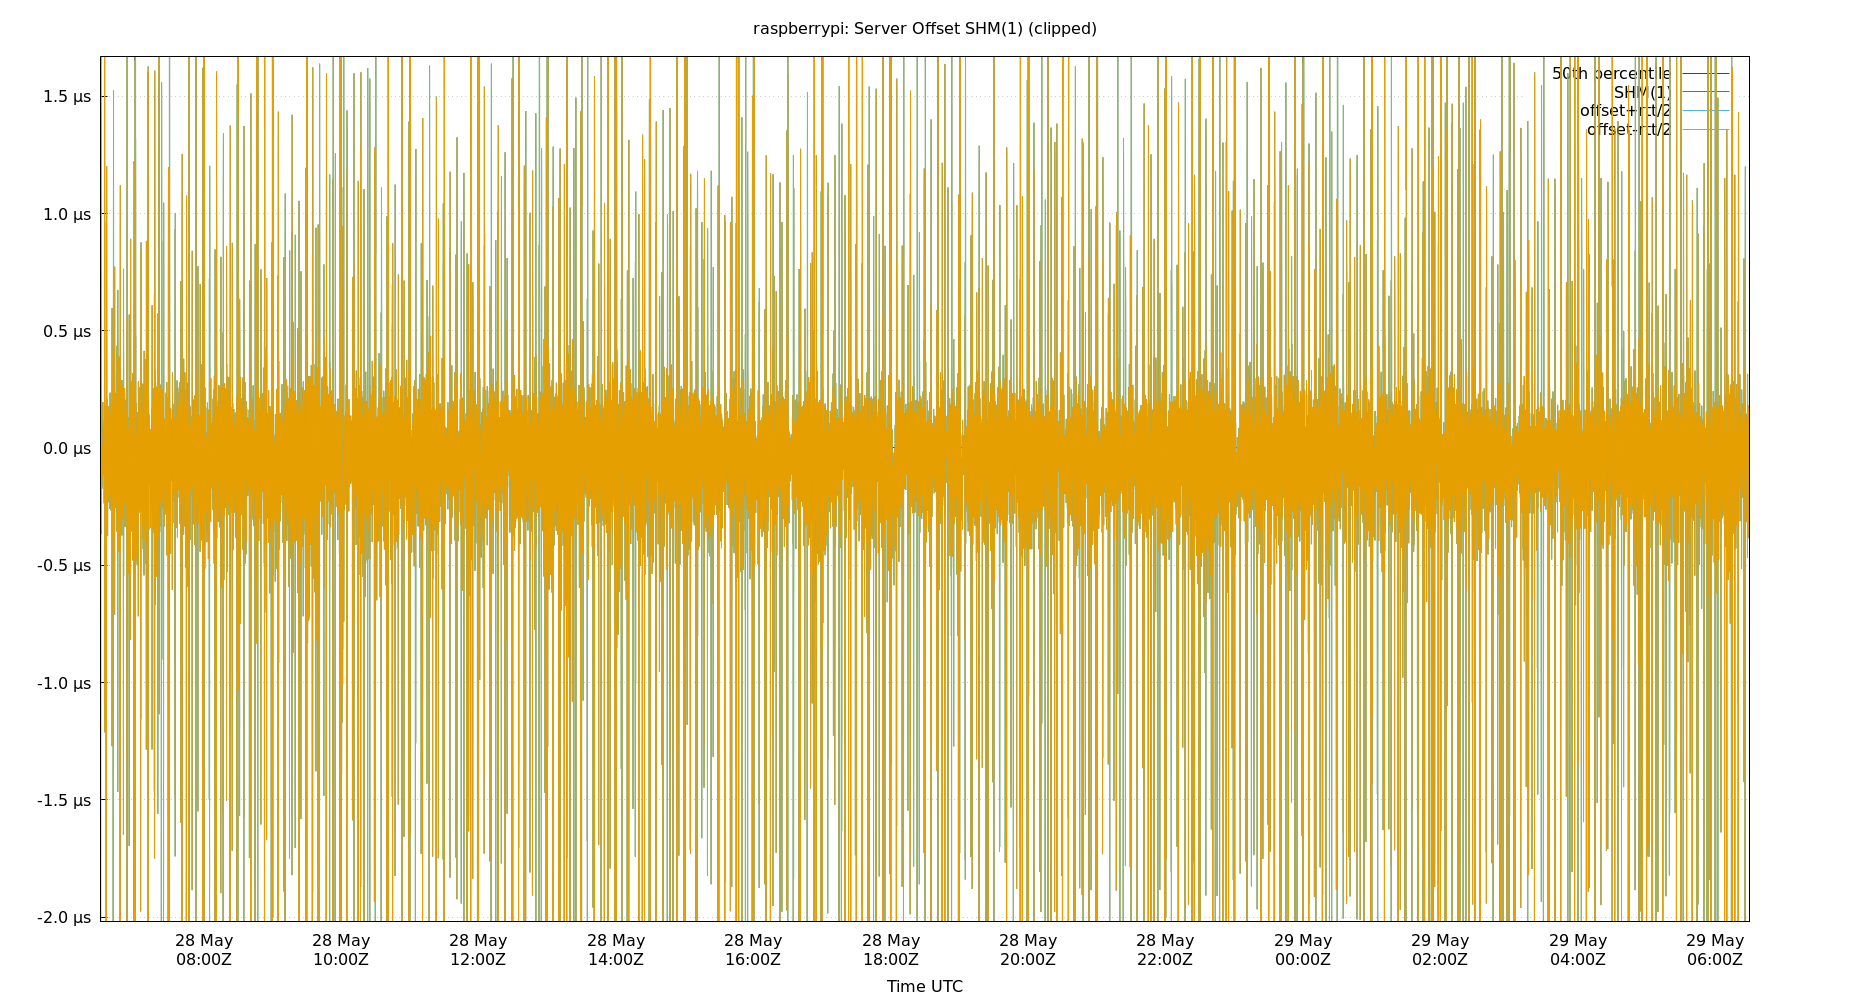 raspberrypi: Server Offset SHM(1) (clipped)
50th percentile
SHM(1)
offset+rtt/2
offset-rtt/2
1.5 µs
1.0 µs
0.5 µs
0.0 µs
-0.5 µs
-1.0 µs
-1.5 µs
-2.0 µs
28 May 28 May 28 May 28 May 28 May 28 May 28 May 28 May 29 May 29 May 29 May 29 May
08:00Z 10:00Z 12:00Z 14:00Z 16:00Z 18:00Z 20:00Z 22:00Z 00:00Z 02:00Z 04:00Z 06:00Z
Time UTC